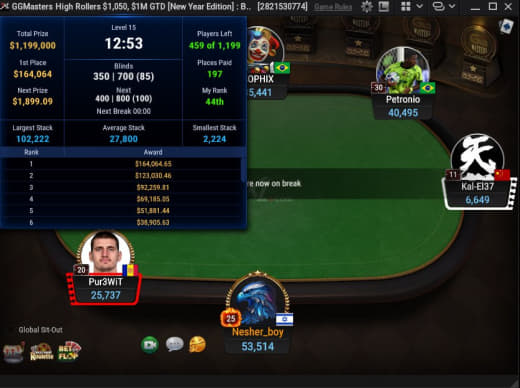 GGMasters High Rollers $1,050, $1M GTD [New Year Edition] : B... [2821530774] Game Rules
Total Prize
$1,199,000
1st Place
$164,064
Next Prize
$1,899.09
Level 15
12:53
Blinds
350 | 700 (85)
Next
400 | 800 (100)
Next Break 00:00
Players Left
459 of 1,199
Places Paid
197
My Rank
44th
Largest Stack
102,222
Average Stack
27,800
Smallest Stack
2,224
Rank Award
1 $164,064.65
2 $123,030.46
3 $92,259.81
4 $69,185.05
5 $51,881.44
6 $38,905.63
OPHIX
5,441
30
Petronio
40,495
天
11
Kal-El37
6,649
re now on break
20
Pur3WiT
25,737
25
Nesher_boy
53,514
Global Sit-Out
Roulette
BET
FLOP